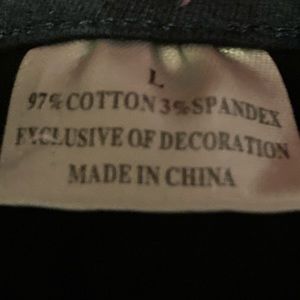 L
97% COTTON 3% SPANDEX
EXCLUSIVE OF DECORATION
MADE IN CHINA